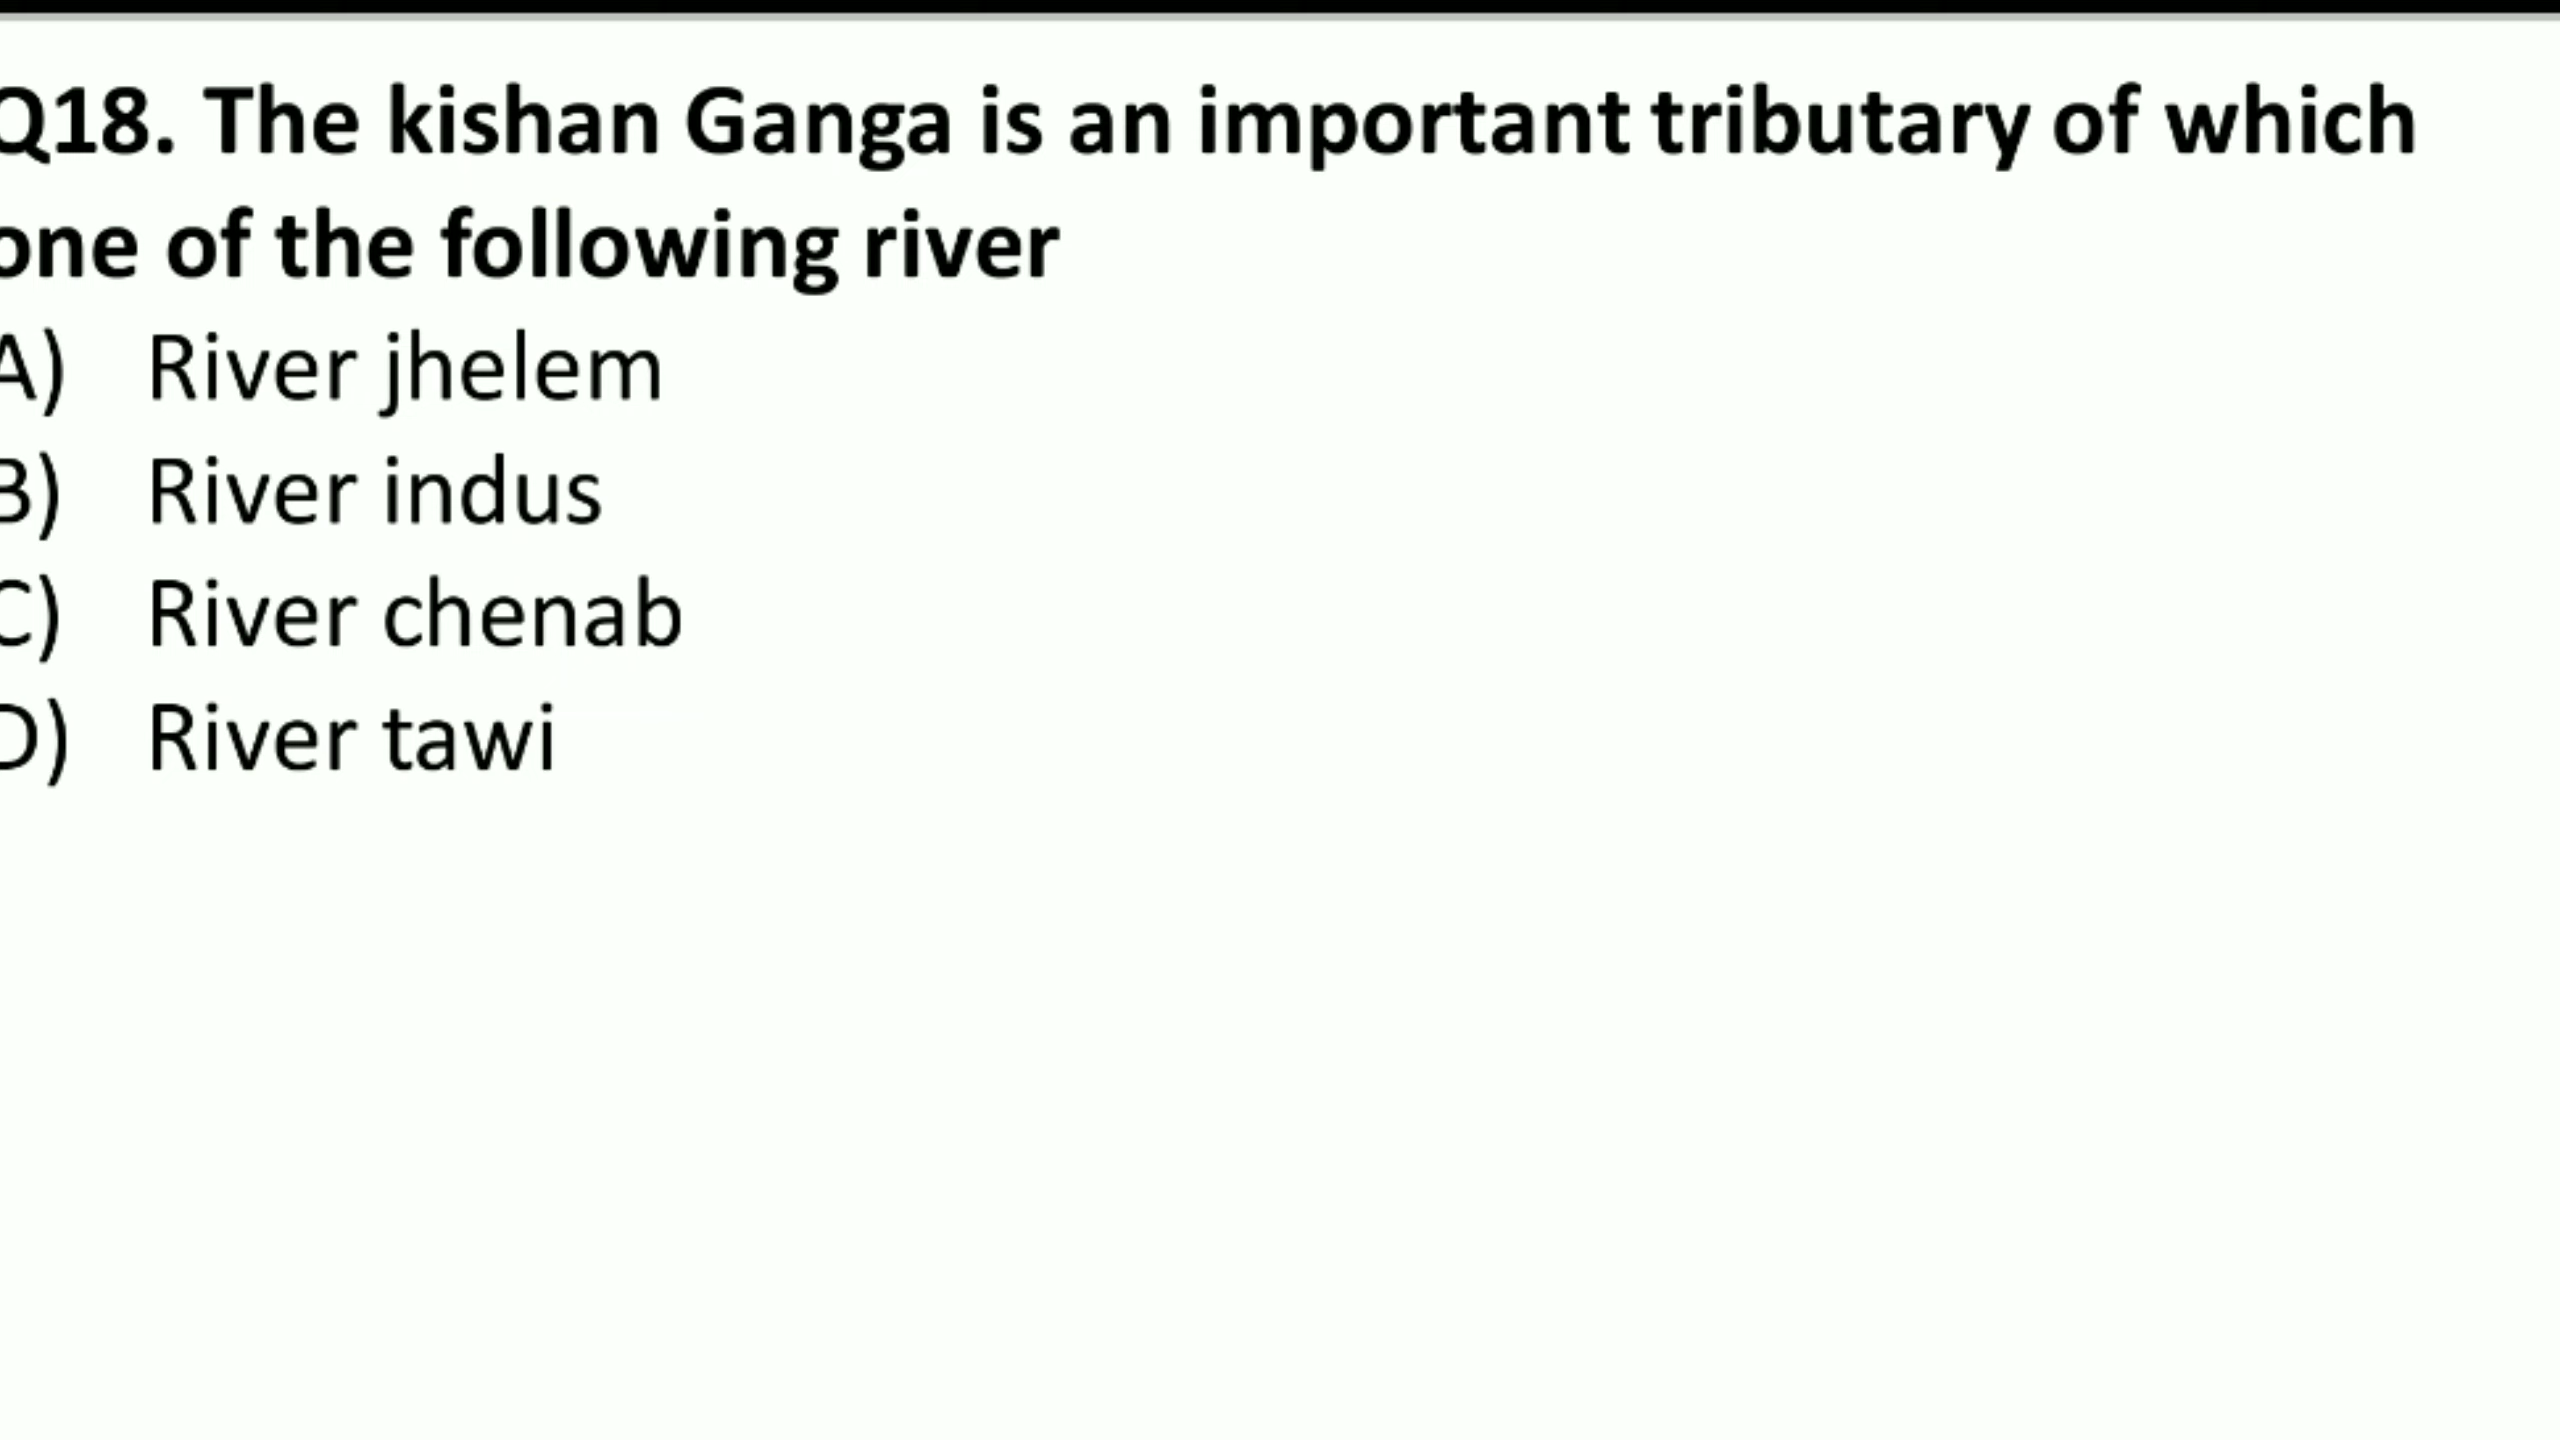 Q18. The kishan Ganga is an important tributary of which
one of the following river
A) River jhelem
B) River indus
C) River chenab
D) River tawi